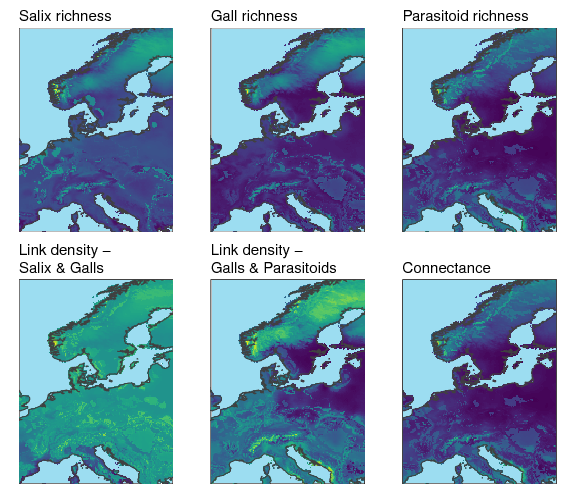 Salix richness
Gall richness
Parasitoid richness
Link density –
Salix & Galls
Link density –
Galls & Parasitoids
Connectance